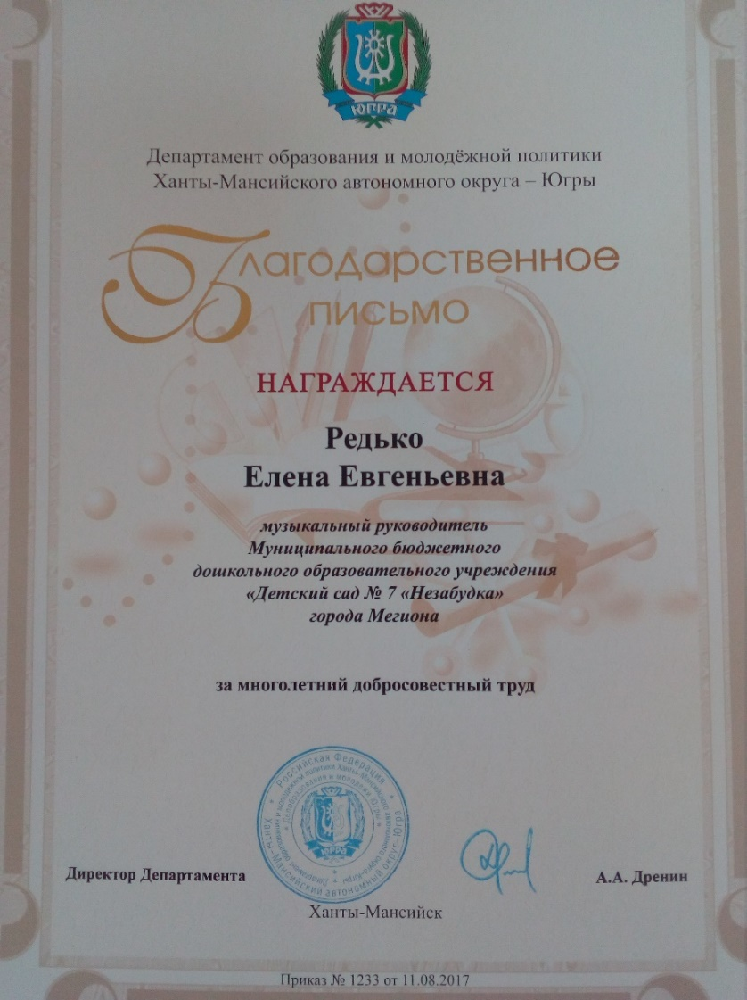 ЮГРА
Департамент образования и молодёжной политики
Ханты-Мансийского автономного округа – Югры
Благодарственное
письмо
НАГРАЖДАЕТСЯ
Редько
Елена Евгеньевна
музыкальный руководитель
Муниципального бюджетного
дошкольного образовательного учреждения
«Детский сад № 7 «Незабудка»
города Мегиона
за многолетний добросовестный труд
Российская Федерация
Ханты-Мансийский автономный округ-Югра
ЮГРА
Директор Департамента
А.А. Дренин
Ханты-Мансийск
Приказ № 1233 от 11.08.2017